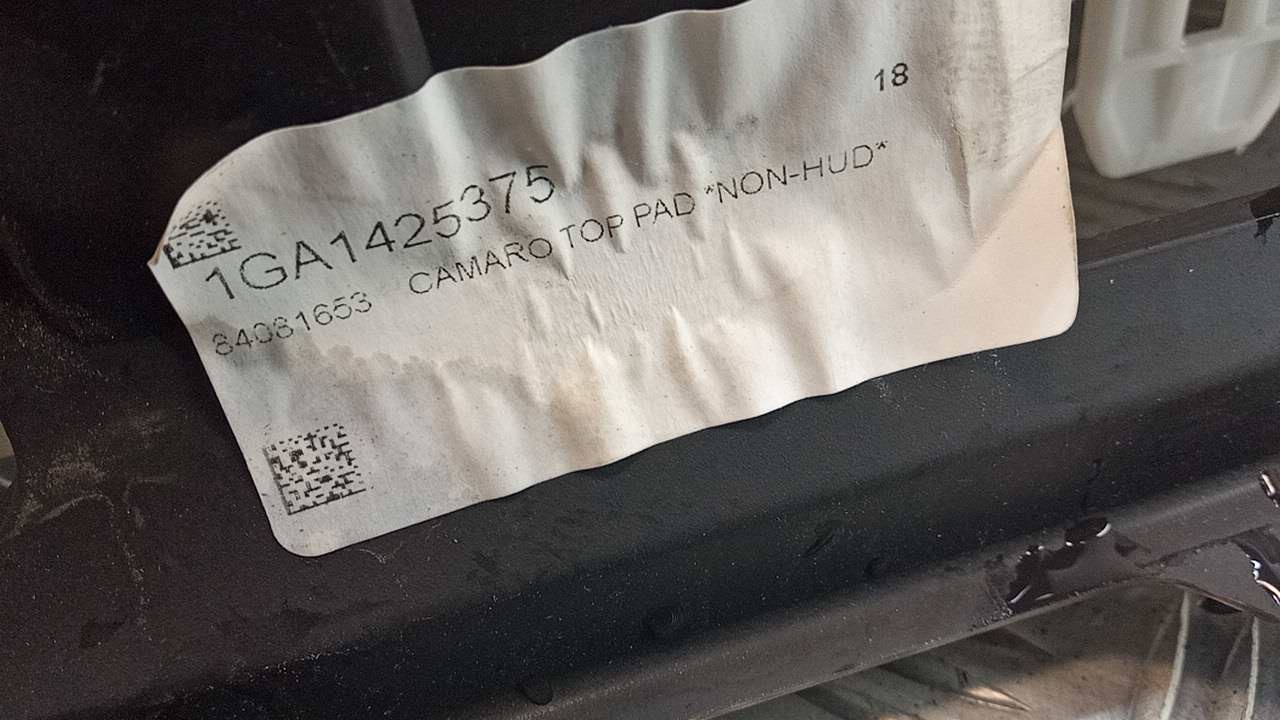 18
1GA1425375
84081653 CAMARO TOP PAD *NON-HUD*